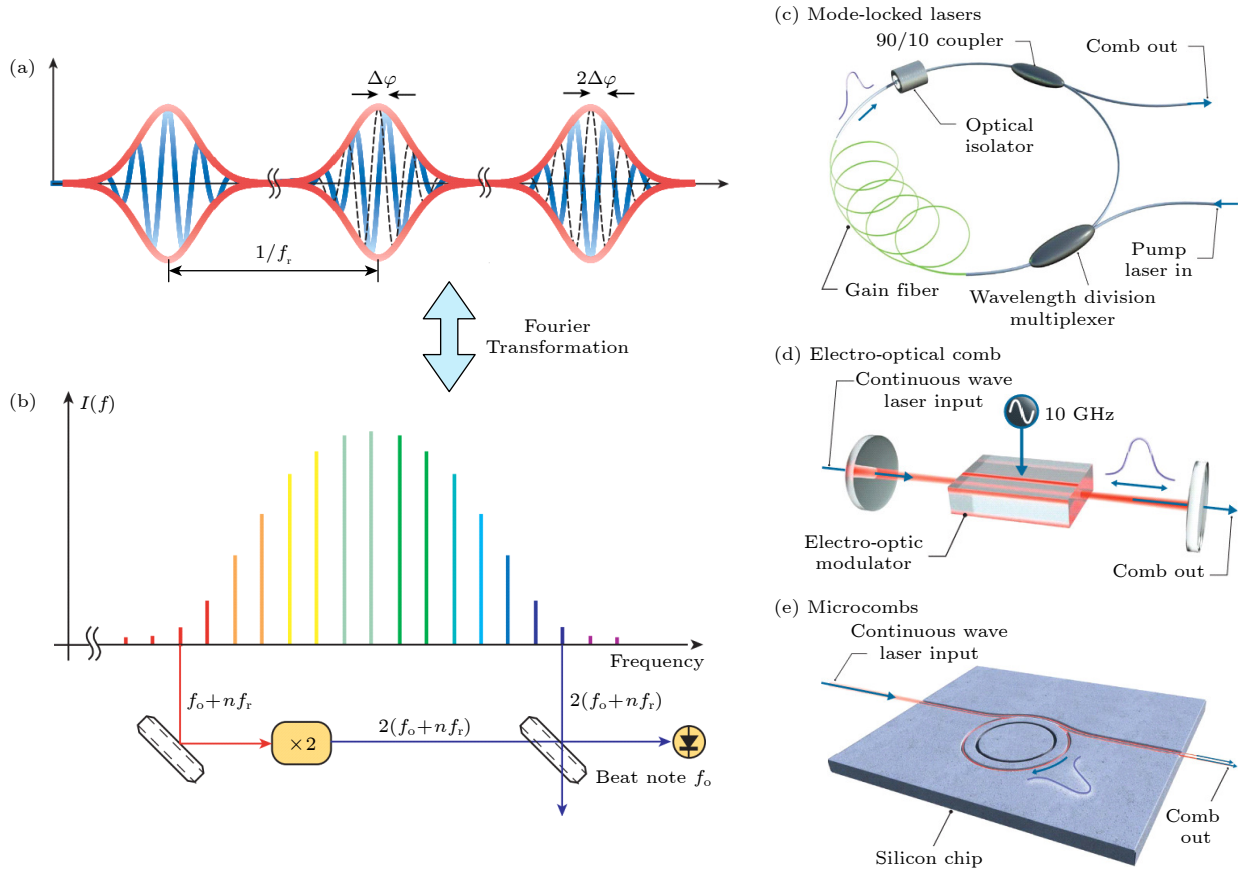 (a)
Δφ
2Δφ
1/fr
Fourier
Transformation
(b)
I(f)
Frequency
fo+nfr
×2
2(fo+nfr)
2(fo+nfr)
Beat note fo
(c) Mode-locked lasers
90/10 coupler
Comb out
Optical
isolator
Gain fiber
Pump
laser in
Wavelength division
multiplexer
(d) Electro-optical comb
Continuous wave
laser input
10 GHz
Electro-optic
modulator
Comb out
(e) Microcombs
Continuous wave
laser input
Comb
out
Silicon chip